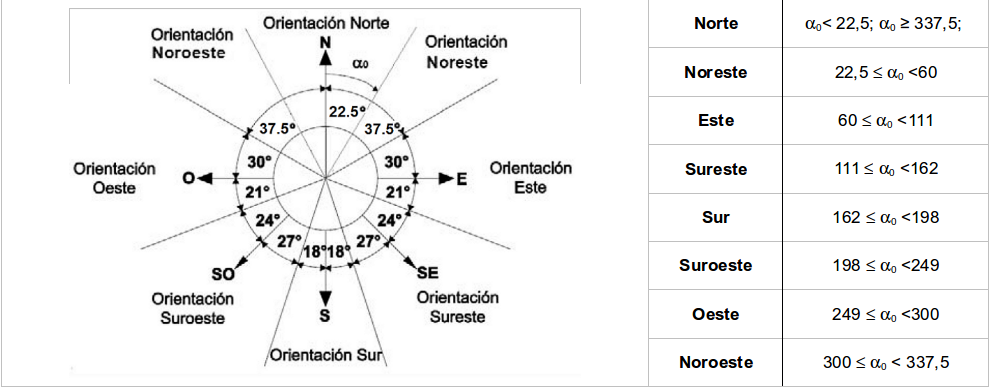 Orientación Norte
Orientación
Noroeste
N
Orientación
Noreste
α₀
22.5°
37.5°
37.5°
30°
30°
Orientación
Oeste
O
E
Orientación
Este
21°
21°
24°
24°
27°
18°
18°
27°
SO
SE
Orientación
Suroeste
S
Orientación
Sureste
Orientación Sur
Norte α₀< 22,5; α₀ ≥ 337,5;
Noreste 22,5 ≤ α₀ <60
Este 60 ≤ α₀ <111
Sureste 111 ≤ α₀ <162
Sur 162 ≤ α₀ <198
Suroeste 198 ≤ α₀ <249
Oeste 249 ≤ α₀ <300
Noroeste 300 ≤ α₀ < 337,5